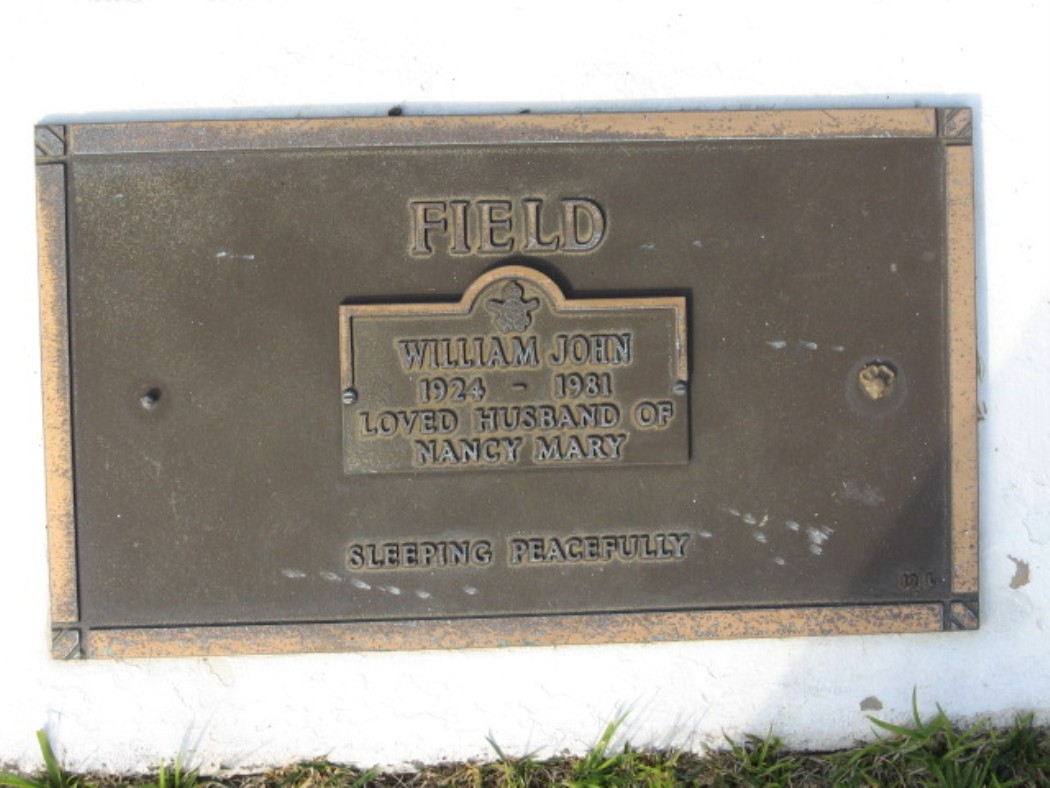 FIELD
WILLIAM JOHN
1924 - 1981
LOVED HUSBAND OF
NANCY MARY
SLEEPING PEACEFULLY